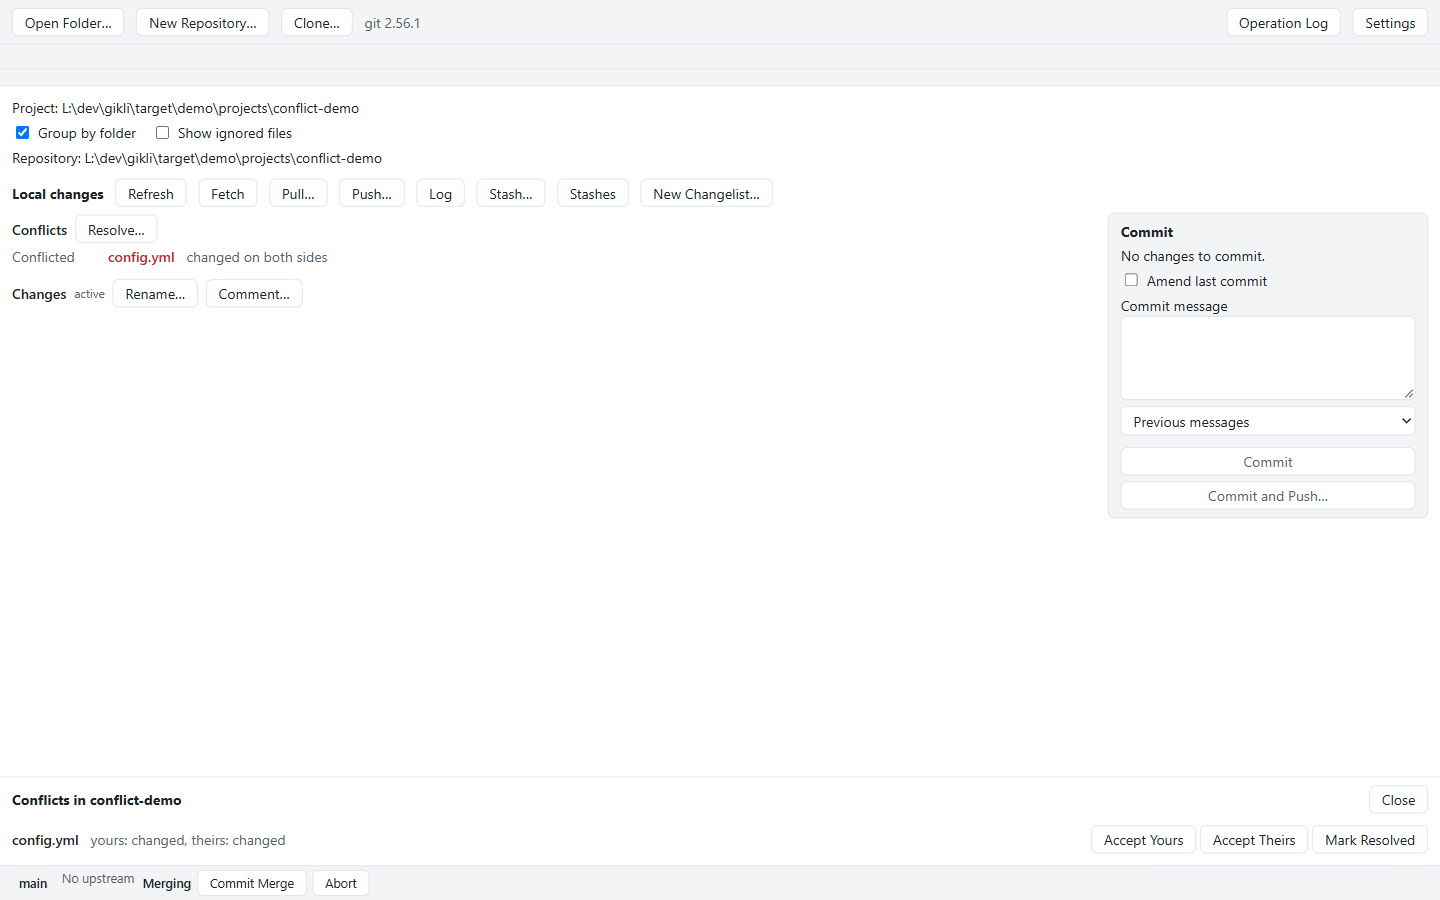 Open Folder... New Repository... Clone... git 2.56.1 Operation Log Settings
Project: L:\dev\gikli\target\demo\projects\conflict-demo
Group by folder Show ignored files
Repository: L:\dev\gikli\target\demo\projects\conflict-demo
Local changes Refresh Fetch Pull... Push... Log Stash... Stashes New Changelist...
Conflicts Resolve...
Conflicted config.yml changed on both sides
Changes active Rename... Comment...
Commit
No changes to commit.
Amend last commit
Commit message
Previous messages
Commit
Commit and Push...
Conflicts in conflict-demo Close
config.yml yours: changed, theirs: changed Accept Yours Accept Theirs Mark Resolved
main No upstream Merging Commit Merge Abort